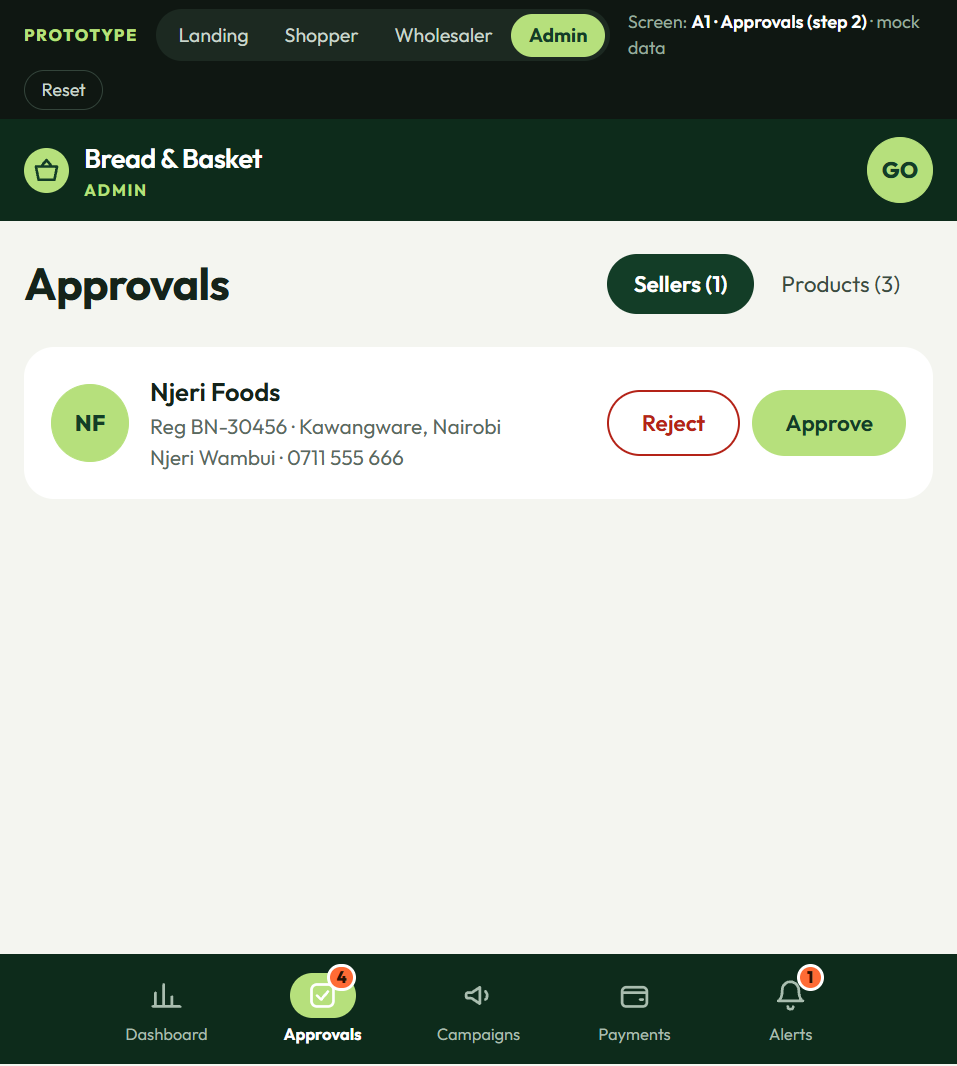 PROTOTYPE
Landing
Shopper
Wholesaler
Admin
Screen: A1 · Approvals (step 2) · mock
data
Reset
Bread & Basket
ADMIN
GO
Approvals
Sellers (1)
Products (3)
NF
Njeri Foods
Reg BN-30456 · Kawangware, Nairobi
Njeri Wambui · 0711 555 666
Reject
Approve
Dashboard
4
Approvals
Campaigns
Payments
1
Alerts